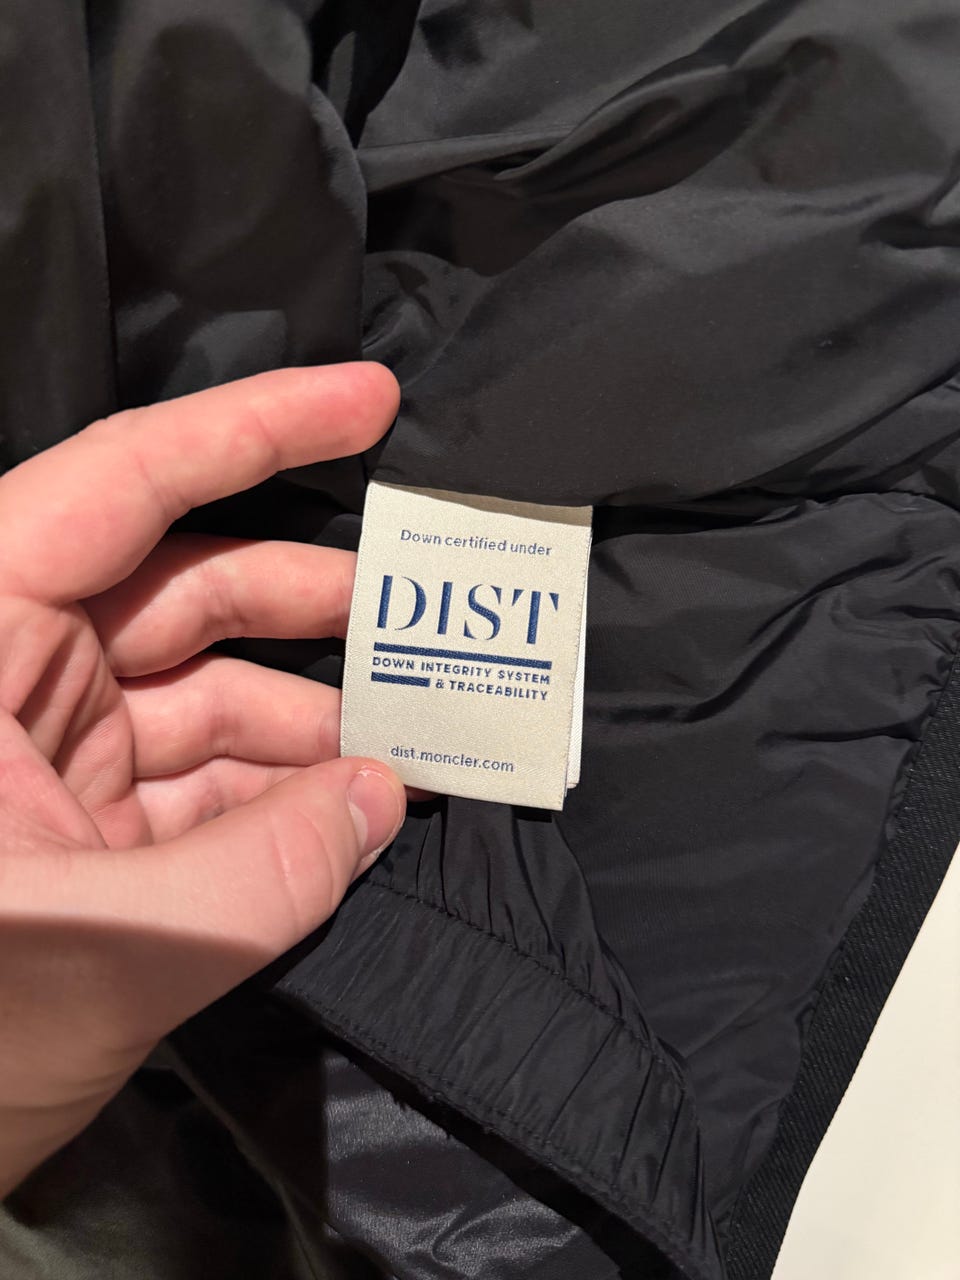 Down certified under
DIST
DOWN INTEGRITY SYSTEM
& TRACEABILITY
dist.moncler.com